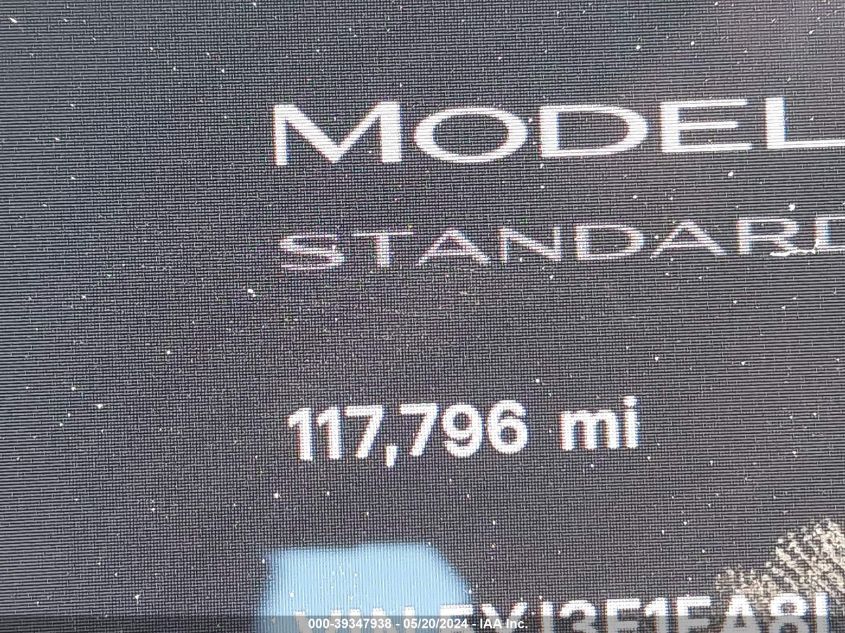 MODEL
STANDARD
117,796 mi
000-39347938 - 05/20/2024 - IAA Inc.